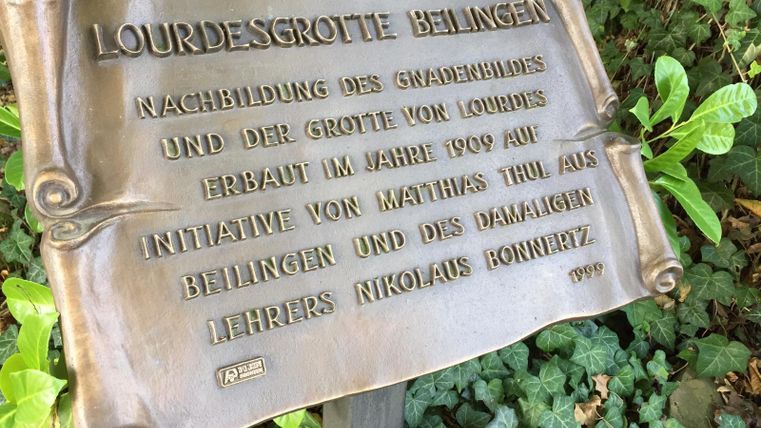 LOURDESGROTTE BEILINGEN
NACHBILDUNG DES GNADENBILDES
UND DER GROTTE VON LOURDES
ERBAUT IM JAHRE 1909 AUF
INITIATIVE VON MATTHIAS THUL AUS
BEILINGEN UND DES DAMALIGEN
LEHRERS NIKOLAUS BONNERTZ
1999